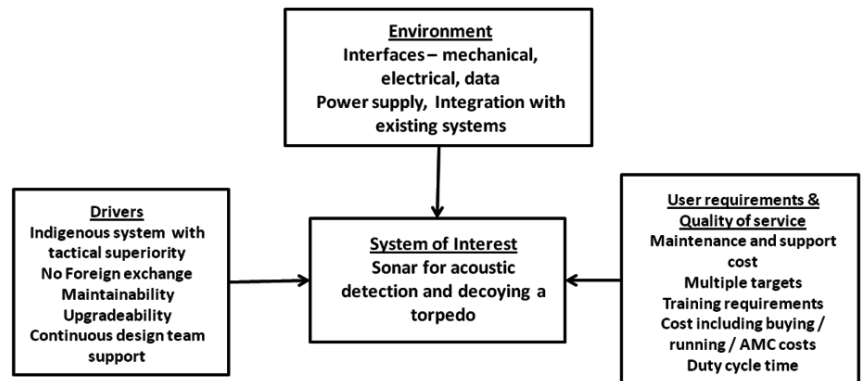 Environment
Interfaces – mechanical,
electrical, data
Power supply, Integration with
existing systems
Drivers
Indigenous system with
tactical superiority
No Foreign exchange
Maintainability
Upgradeability
Continuous design team
support
System of Interest
Sonar for acoustic
detection and decoying a
torpedo
User requirements &
Quality of service
Maintenance and support
cost
Multiple targets
Training requirements
Cost including buying /
running / AMC costs
Duty cycle time